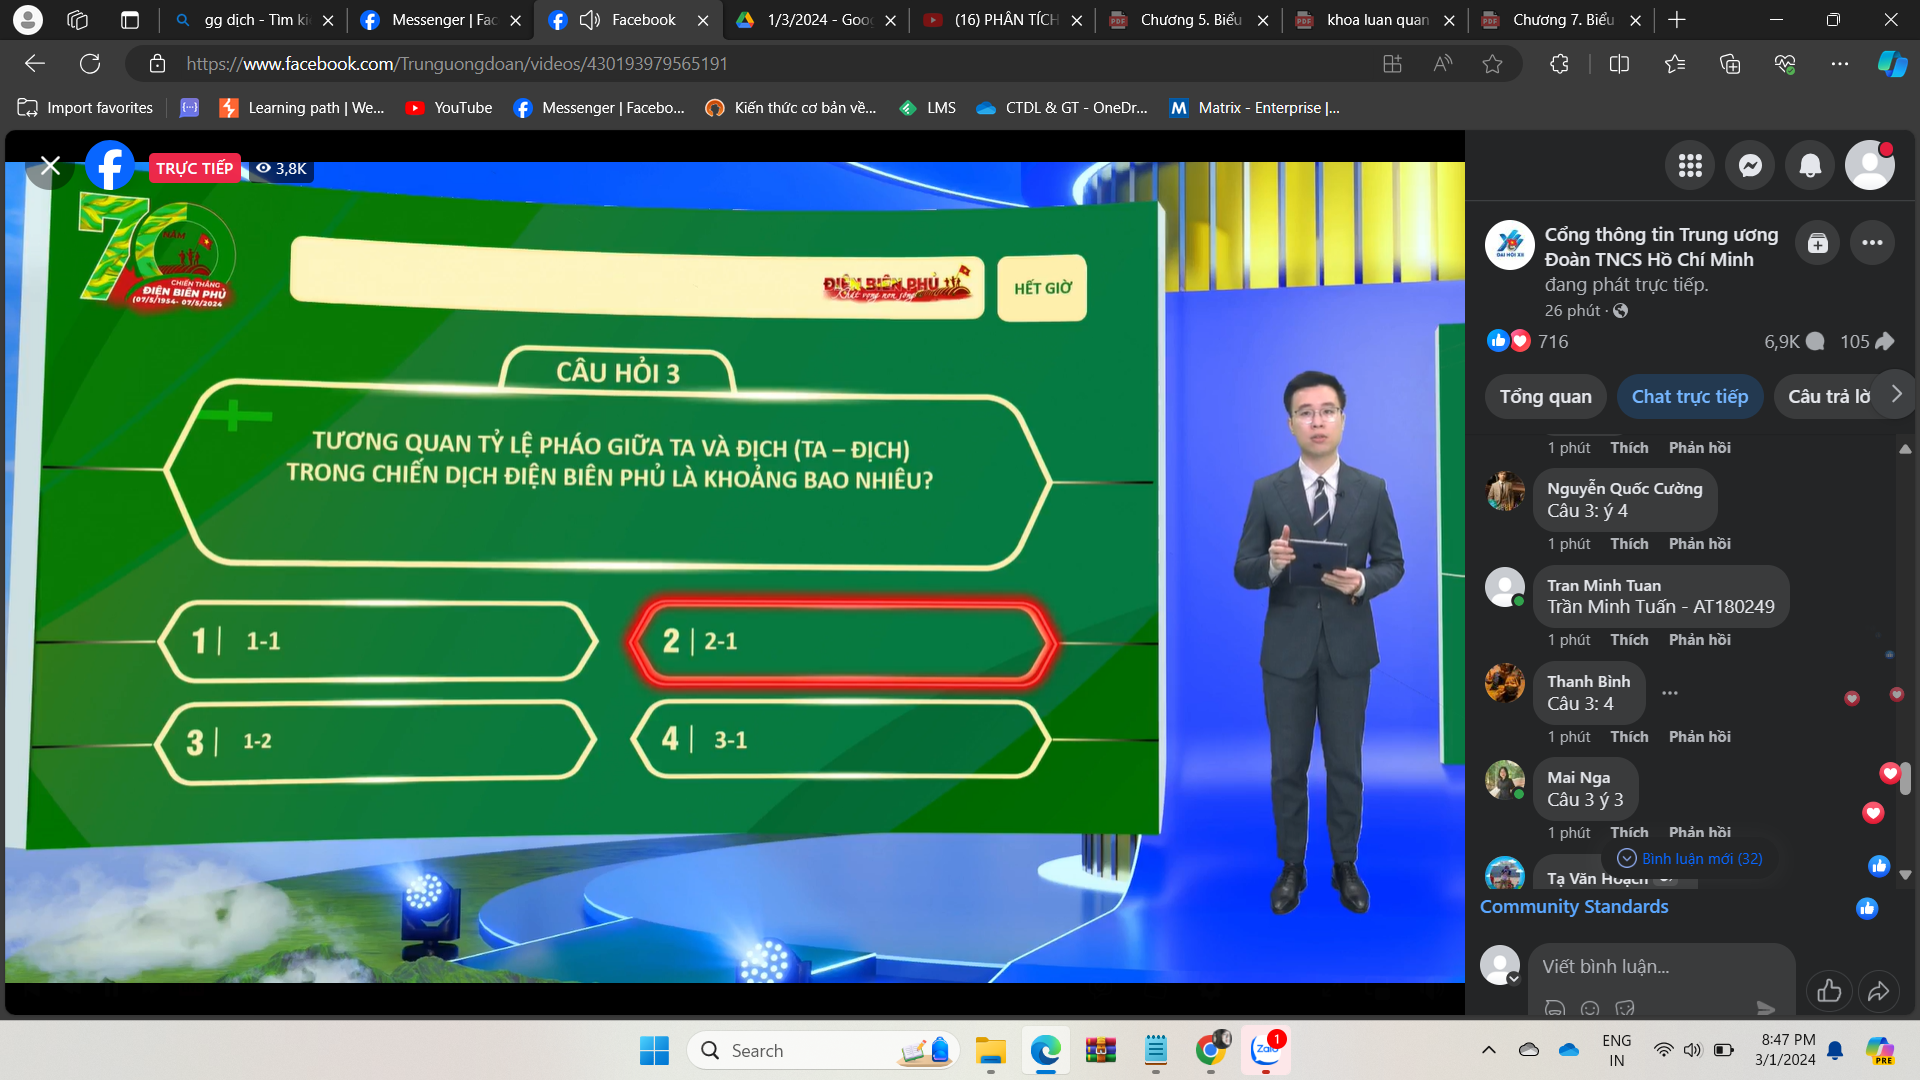 gg dịch - Tìm ki
Messenger | Fac
Facebook
1/3/2024 - Goog
(16) PHÂN TÍCH
Chương 5. Biểu
khoa luan quan
Chương 7. Biểu
https://www.facebook.com/Trunguongdoan/videos/430193979565191
Import favorites
Learning path | We...
YouTube
Messenger | Facebo...
Kiến thức cơ bản về...
LMS
CTDL & GT - OneDr...
Matrix - Enterprise |...
TRỰC TIẾP
3,8K
70
NĂM
CHIẾN THẮNG
ĐIỆN BIÊN PHỦ
(07/5/1954- 07/5/2024)
ĐIỆN BIÊN PHỦ
HẾT GIỜ
CÂU HỎI 3
TƯƠNG QUAN TỶ LỆ PHÁO GIỮA TA VÀ ĐỊCH (TA – ĐỊCH)
TRONG CHIẾN DỊCH ĐIỆN BIÊN PHỦ LÀ KHOẢNG BAO NHIÊU?
1 | 1-1
2 | 2-1
3 | 1-2
4 | 3-1
Cổng thông tin Trung ương
Đoàn TNCS Hồ Chí Minh
đang phát trực tiếp.
26 phút ·
716
6,9K
105
Tổng quan
Chat trực tiếp
Câu trả lờ
1 phút Thích Phản hồi
Nguyễn Quốc Cường
Câu 3: ý 4
1 phút Thích Phản hồi
Tran Minh Tuan
Trần Minh Tuấn - AT180249
1 phút Thích Phản hồi
Thanh Bình
Câu 3: 4
1 phút Thích Phản hồi
Mai Nga
Câu 3 ý 3
1 phút Thích Phản hồi
Bình luận mới (32)
Tạ Văn Hoạch
Community Standards
Viết bình luận...
Search
Zalo
1
ENG
IN
8:47 PM
3/1/2024
PRE